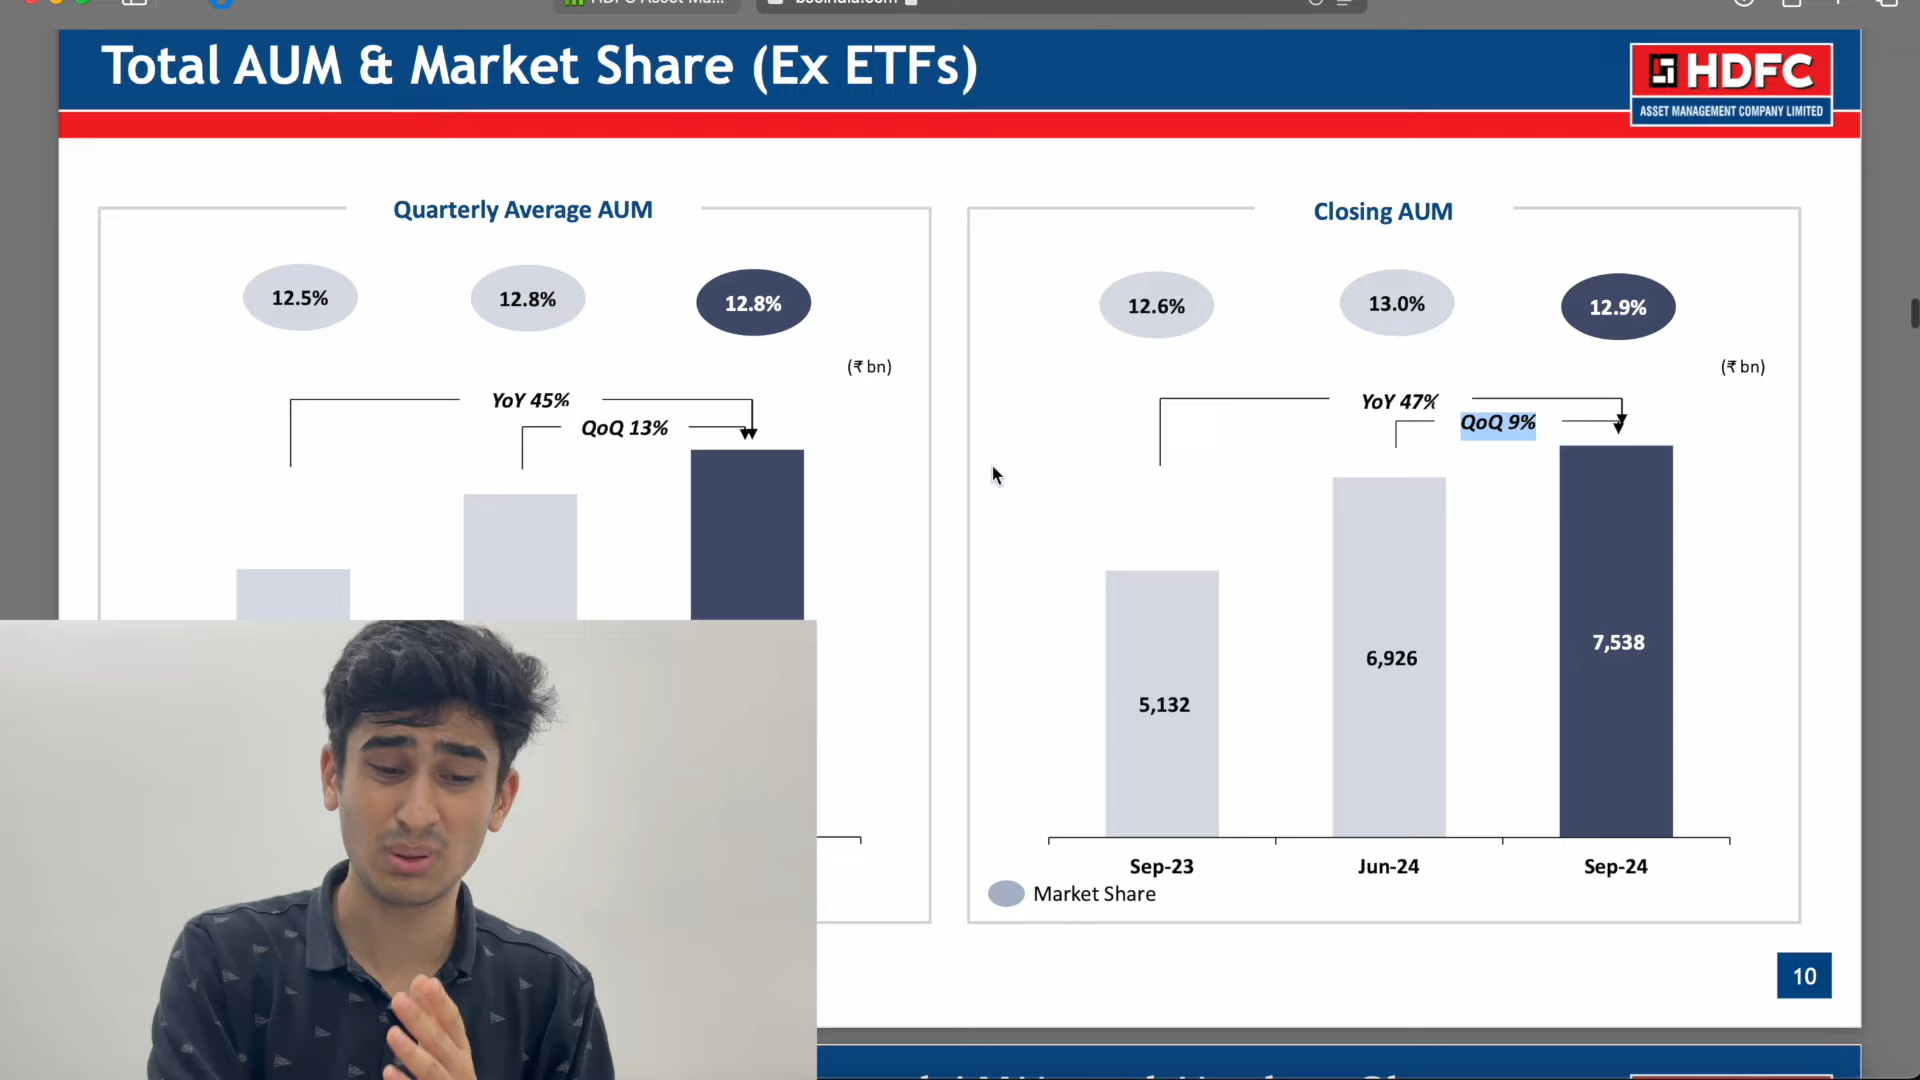 Total AUM & Market Share (Ex ETFs)
HDFC
ASSET MANAGEMENT COMPANY LIMITED
Quarterly Average AUM
12.5%
12.8%
12.8%
(₹ bn)
YoY 45%
QoQ 13%
Closing AUM
12.6%
13.0%
12.9%
(₹ bn)
YoY 47%
QoQ 9%
5,132
6,926
7,538
Sep-23
Jun-24
Sep-24
Market Share
10